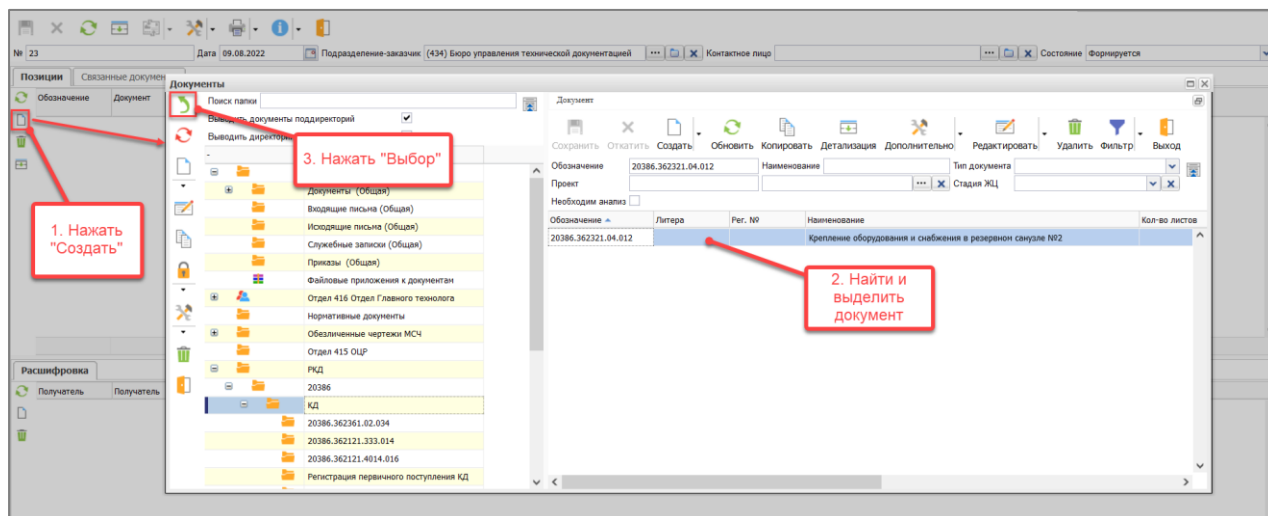 № 23 Дата 09.08.2022 Подразделение-заказчик (434) Бюро управления технической документацией Контактное лицо Состояние Формируется
Позиции Связанные докумен
Обозначение Документ
1. Нажать
"Создать"
Расшифровка
Получатель Получатель
Документы
Поиск папки
Выводить документы поддиректорий
Выводить директори
3. Нажать "Выбор"
-
Документы (Общая)
Входящие письма (Общая)
Исходящие письма (Общая)
Служебные записки (Общая)
Приказы (Общая)
Файловые приложения к документам
Отдел 416 Отдел Главного технолога
Нормативные документы
Обезличенные чертежи МСЧ
Отдел 415 ОЦР
РКД
20386
КД
20386.362361.02.034
20386.362121.333.014
20386.362121.4014.016
Регистрация первичного поступления КД
Документ
Сохранить Откатить Создать Обновить Копировать Детализация Дополнительно Редактировать Удалить Фильтр Выход
Обозначение 20386.362321.04.012 Наименование Тип документа
Проект Стадия ЖЦ
Необходим анализ
Обозначение Литера Рег. № Наименование Кол-во листов
20386.362321.04.012 Крепление оборудования и снабжения в резервном санузле №2
2. Найти и
выделить
документ